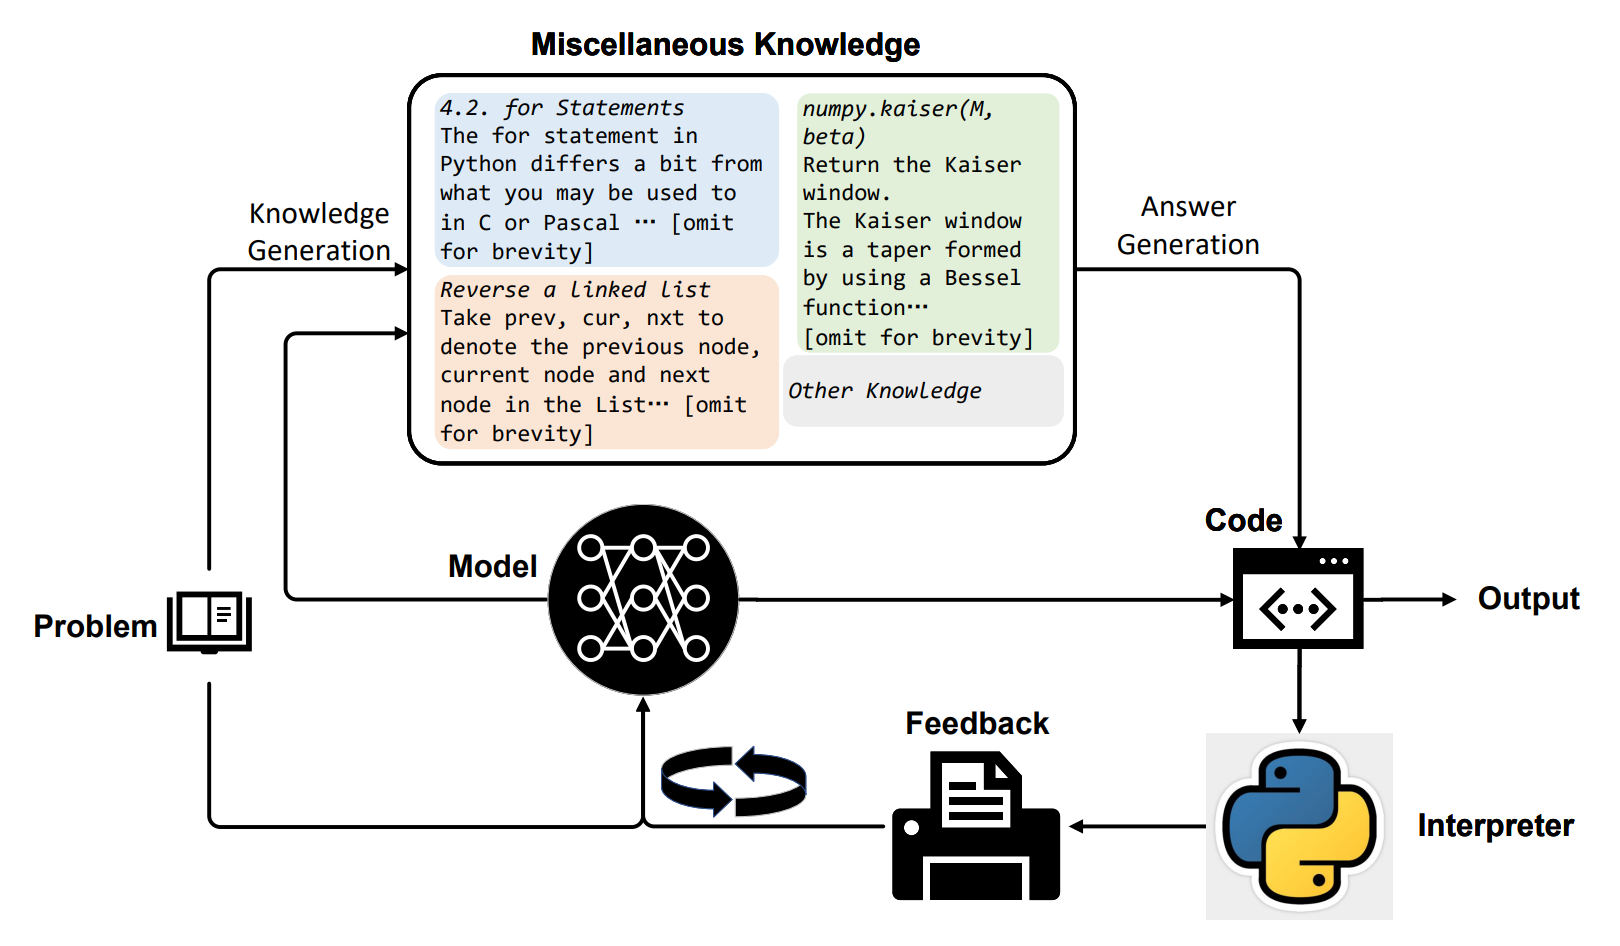 Miscellaneous Knowledge
4.2. for Statements
The for statement in
Python differs a bit from
what you may be used to
in C or Pascal ⋯ [omit
for brevity]
Reverse a linked list
Take prev, cur, nxt to
denote the previous node,
current node and next
node in the List⋯ [omit
for brevity]
numpy.kaiser(M,
beta)
Return the Kaiser
window.
The Kaiser window
is a taper formed
by using a Bessel
function⋯
[omit for brevity]
Other Knowledge
Knowledge
Generation
Answer
Generation
Code
Model
Output
Problem
Feedback
Interpreter